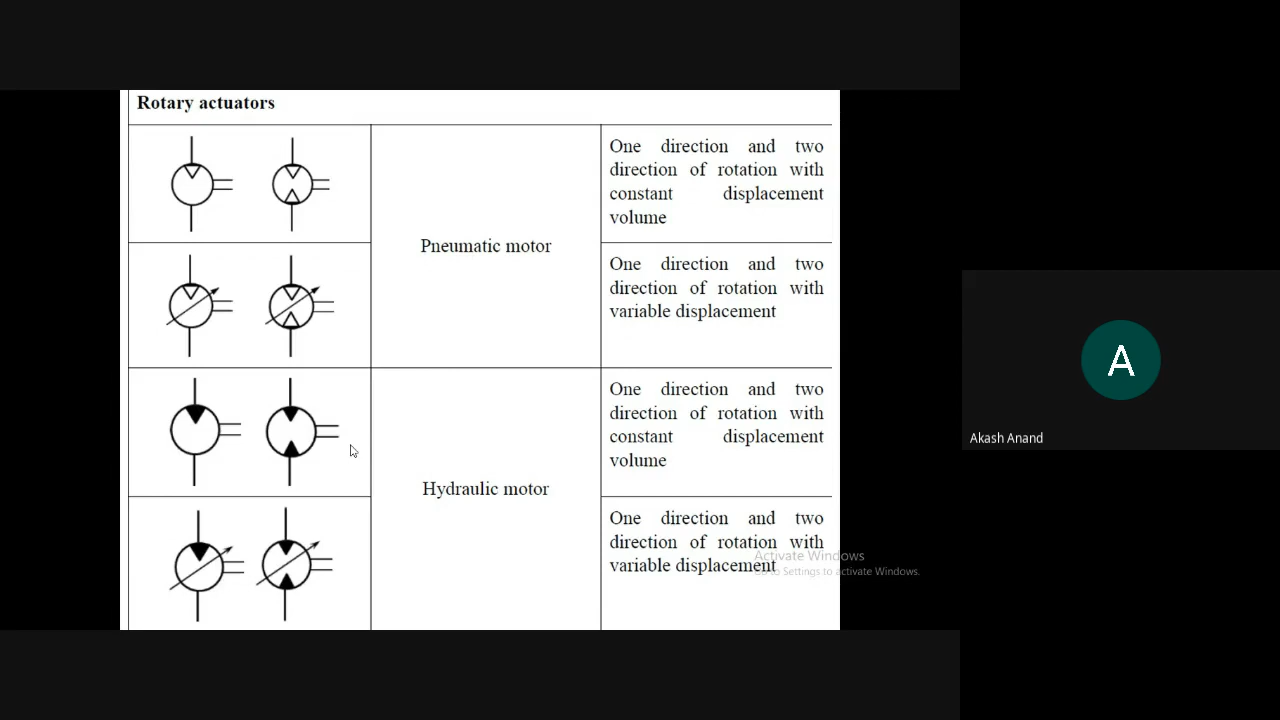 Rotary actuators
One direction and two
direction of rotation with
constant displacement
volume
Pneumatic motor
One direction and two
direction of rotation with
variable displacement
One direction and two
direction of rotation with
constant displacement
volume
Hydraulic motor
One direction and two
direction of rotation with
variable displacement
Activate Windows
Go to Settings to activate Windows.
A
Akash Anand